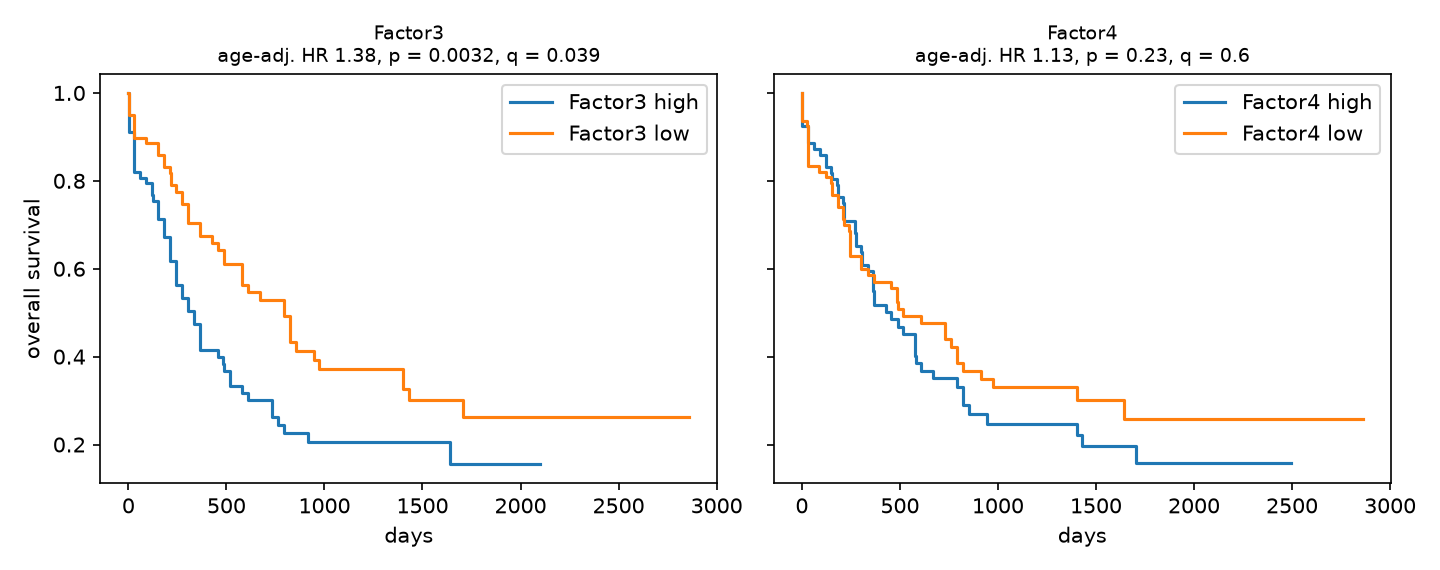 Factor3
age-adj. HR 1.38, p = 0.0032, q = 0.039
Factor3 high
Factor3 low
overall survival
1.0
0.8
0.6
0.4
0.2
0 500 1000 1500 2000 2500 3000
days
Factor4
age-adj. HR 1.13, p = 0.23, q = 0.6
Factor4 high
Factor4 low
0 500 1000 1500 2000 2500 3000
days